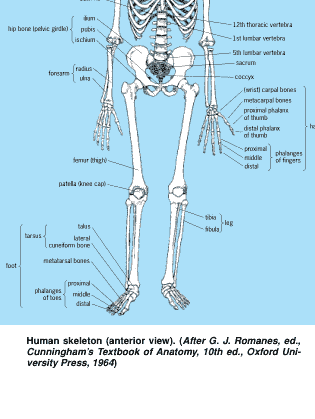 ilium
hip bone (pelvic girdle)
pubis
ischium
radius
forearm
ulna
femur (thigh)
patella (knee cap)
talus
tarsus
lateral
cuneiform bone
metatarsal bones
foot
proximal
phalanges
of toes
middle
distal
12th thoracic vertebra
1st lumbar vertebra
5th lumbar vertebra
sacrum
coccyx
(wrist) carpal bones
metacarpal bones
proximal phalanx
of thumb
distal phalanx
of thumb
proximal
middle
distal
phalanges
of fingers
tibia
leg
fibula
Human skeleton (anterior view). (After G. J. Romanes, ed.,
Cunningham's Textbook of Anatomy, 10th ed., Oxford Uni-
versity Press, 1964)